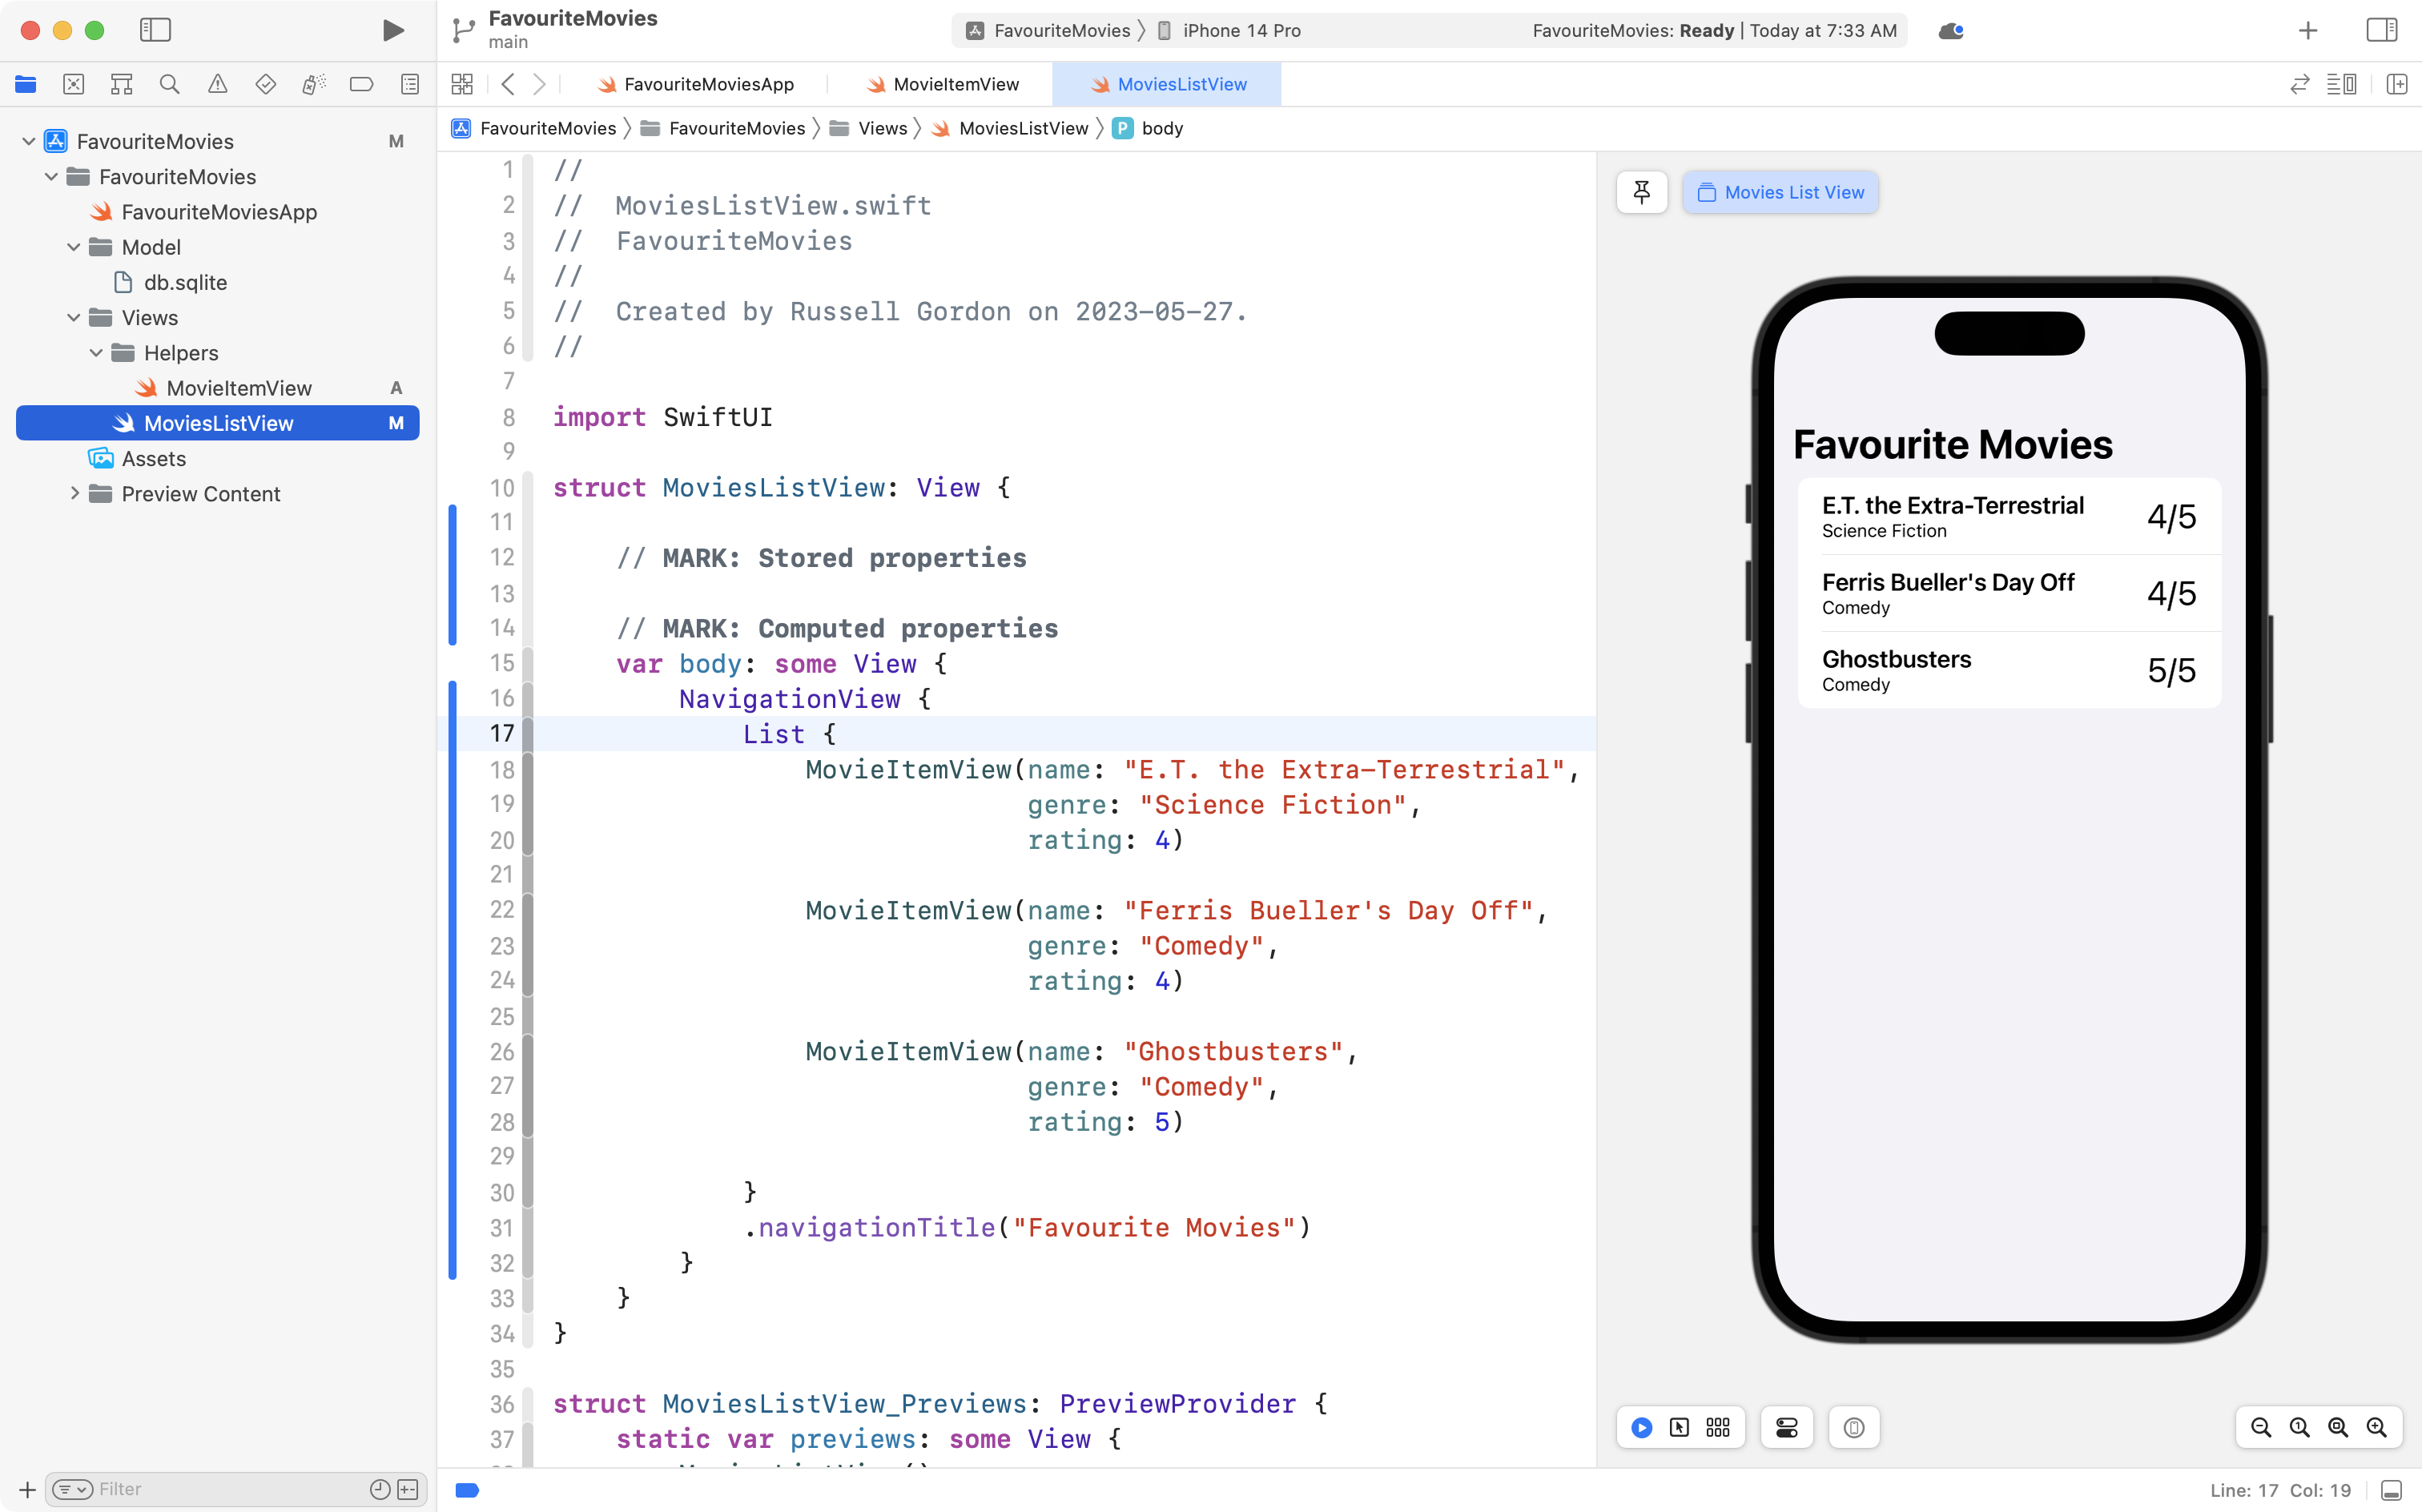 FavouriteMovies
main
FavouriteMovies
iPhone 14 Pro
FavouriteMovies: Ready | Today at 7:33 AM
FavouriteMoviesApp
MovieItemView
MoviesListView
FavouriteMovies
FavouriteMovies
Views
MoviesListView
P body
FavouriteMovies M
FavouriteMovies
FavouriteMoviesApp
Model
db.sqlite
Views
Helpers
MovieItemView A
MoviesListView M
Assets
Preview Content
Filter
1 //
2 //  MoviesListView.swift
3 //  FavouriteMovies
4 //
5 //  Created by Russell Gordon on 2023-05-27.
6 //
7
8 import SwiftUI
9
10 struct MoviesListView: View {
11
12     // MARK: Stored properties
13
14     // MARK: Computed properties
15     var body: some View {
16         NavigationView {
17             List {
18                 MovieItemView(name: "E.T. the Extra-Terrestrial",
19                               genre: "Science Fiction",
20                               rating: 4)
21
22                 MovieItemView(name: "Ferris Bueller's Day Off",
23                               genre: "Comedy",
24                               rating: 4)
25
26                 MovieItemView(name: "Ghostbusters",
27                               genre: "Comedy",
28                               rating: 5)
29
30             }
31             .navigationTitle("Favourite Movies")
32         }
33     }
34 }
35
36 struct MoviesListView_Previews: PreviewProvider {
37     static var previews: some View {
Movies List View
Favourite Movies
E.T. the Extra-Terrestrial
Science Fiction
4/5
Ferris Bueller's Day Off
Comedy
4/5
Ghostbusters
Comedy
5/5
Line: 17 Col: 19